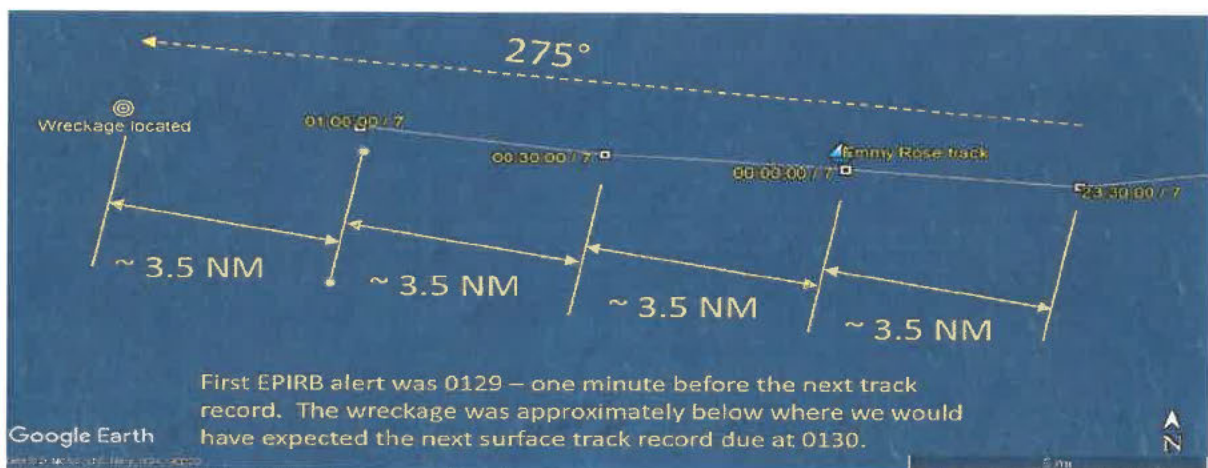 275°
Wreckage located
01:00:00 / 7
00:30:00 / 7
Emmy Rose track
00:00:00 / 7
23:30:00 / 7
~ 3.5 NM
~ 3.5 NM
~ 3.5 NM
~ 3.5 NM
First EPIRB alert was 0129 – one minute before the next track
record. The wreckage was approximately below where we would
have expected the next surface track record due at 0130.
Google Earth
N